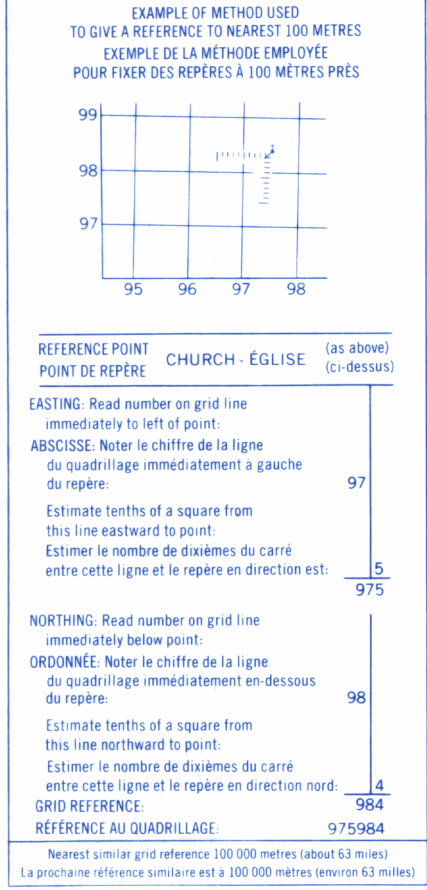 EXAMPLE OF METHOD USED
TO GIVE A REFERENCE TO NEAREST 100 METRES
EXEMPLE DE LA MÉTHODE EMPLOYÉE
POUR FIXER DES REPÈRES À 100 MÈTRES PRÈS
99
98
97
95 96 97 98
REFERENCE POINT
POINT DE REPÈRE
CHURCH - ÉGLISE
(as above)
(ci-dessus)
EASTING: Read number on grid line
immediately to left of point:
ABSCISSE: Noter le chiffre de la ligne
du quadrillage immédiatement à gauche
du repère: 97
Estimate tenths of a square from
this line eastward to point:
Estimer le nombre de dixièmes du carré
entre cette ligne et le repère en direction est: 5
975
NORTHING: Read number on grid line
immediately below point:
ORDONNÉE: Noter le chiffre de la ligne
du quadrillage immédiatement en-dessous
du repère: 98
Estimate tenths of a square from
this line northward to point:
Estimer le nombre de dixièmes du carré
entre cette ligne et le repère en direction nord: 4
GRID REFERENCE: 984
RÉFÉRENCE AU QUADRILLAGE: 975984
Nearest similar grid reference 100 000 metres (about 63 miles)
La prochaine référence similaire est à 100 000 mètres (environ 63 milles)